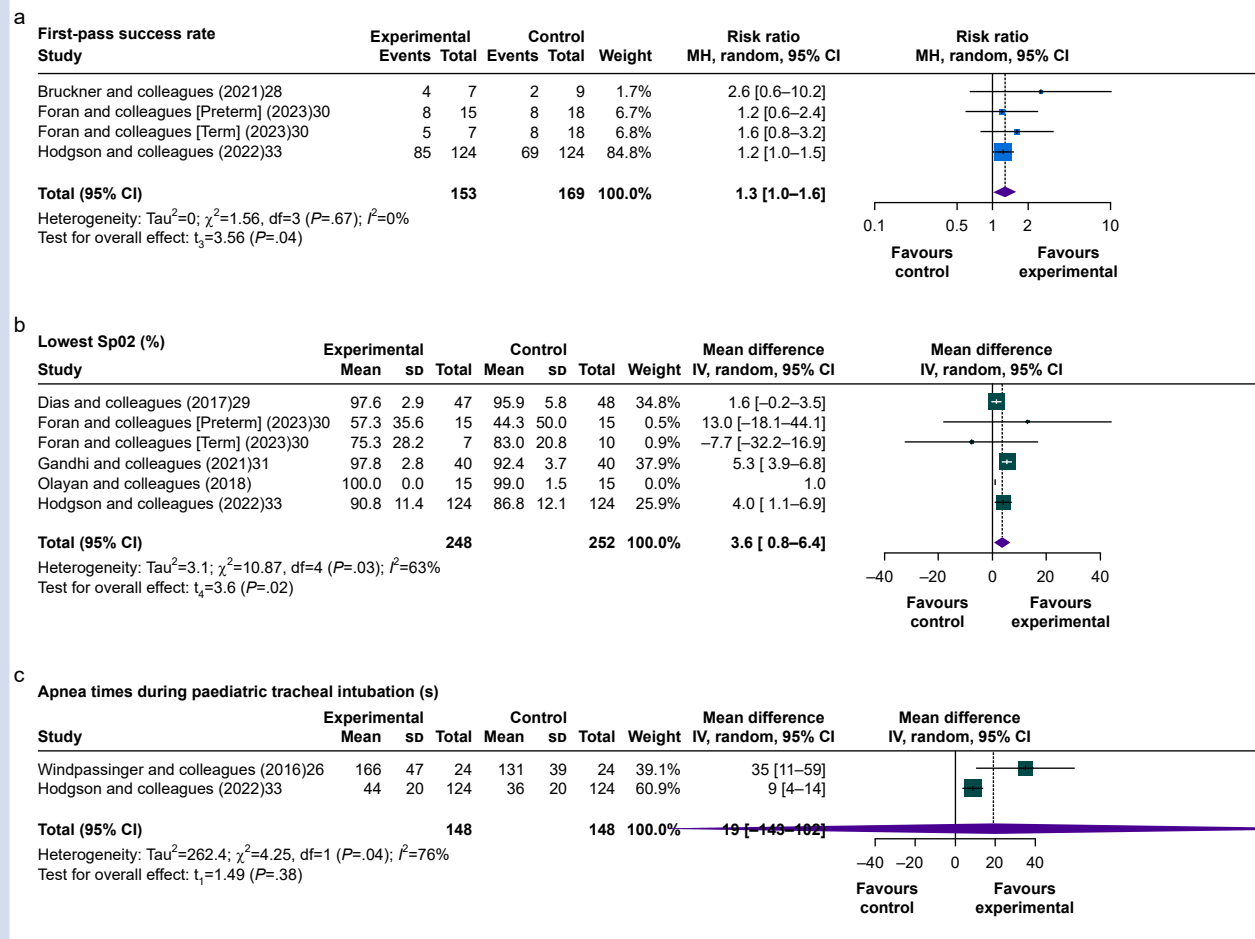 a
First-pass success rate Experimental Control Risk ratio Risk ratio
Study Events Total Events Total Weight MH, random, 95% CI MH, random, 95% CI
Bruckner and colleagues (2021)28 4 7 2 9 1.7% 2.6 [0.6–10.2]
Foran and colleagues [Preterm] (2023)30 8 15 8 18 6.7% 1.2 [0.6–2.4]
Foran and colleagues [Term] (2023)30 5 7 8 18 6.8% 1.6 [0.8–3.2]
Hodgson and colleagues (2022)33 85 124 69 124 84.8% 1.2 [1.0–1.5]
Total (95% CI) 153 169 100.0% 1.3 [1.0–1.6]
Heterogeneity: Tau²=0; χ²=1.56, df=3 (P=.67); I²=0%
Test for overall effect: t₃=3.56 (P=.04)
0.1 0.5 1 2 10
Favours control Favours experimental
b
Lowest Sp02 (%) Experimental Control Mean difference Mean difference
Study Mean SD Total Mean SD Total Weight IV, random, 95% CI IV, random, 95% CI
Dias and colleagues (2017)29 97.6 2.9 47 95.9 5.8 48 34.8% 1.6 [–0.2–3.5]
Foran and colleagues [Preterm] (2023)30 57.3 35.6 15 44.3 50.0 15 0.5% 13.0 [–18.1–44.1]
Foran and colleagues [Term] (2023)30 75.3 28.2 7 83.0 20.8 10 0.9% –7.7 [–32.2–16.9]
Gandhi and colleagues (2021)31 97.8 2.8 40 92.4 3.7 40 37.9% 5.3 [ 3.9–6.8]
Olayan and colleagues (2018) 100.0 0.0 15 99.0 1.5 15 0.0% 1.0
Hodgson and colleagues (2022)33 90.8 11.4 124 86.8 12.1 124 25.9% 4.0 [ 1.1–6.9]
Total (95% CI) 248 252 100.0% 3.6 [ 0.8–6.4]
Heterogeneity: Tau²=3.1; χ²=10.87, df=4 (P=.03); I²=63%
Test for overall effect: t₄=3.6 (P=.02)
–40 –20 0 20 40
Favours control Favours experimental
c
Apnea times during paediatric tracheal intubation (s)
Experimental Control Mean difference Mean difference
Study Mean SD Total Mean SD Total Weight IV, random, 95% CI IV, random, 95% CI
Windpassinger and colleagues (2016)26 166 47 24 131 39 24 39.1% 35 [11–59]
Hodgson and colleagues (2022)33 44 20 124 36 20 124 60.9% 9 [4–14]
Total (95% CI) 148 148 100.0% 19 [–143–182]
Heterogeneity: Tau²=262.4; χ²=4.25, df=1 (P=.04); I²=76%
Test for overall effect: t₁=1.49 (P=.38)
–40 –20 0 20 40
Favours control Favours experimental